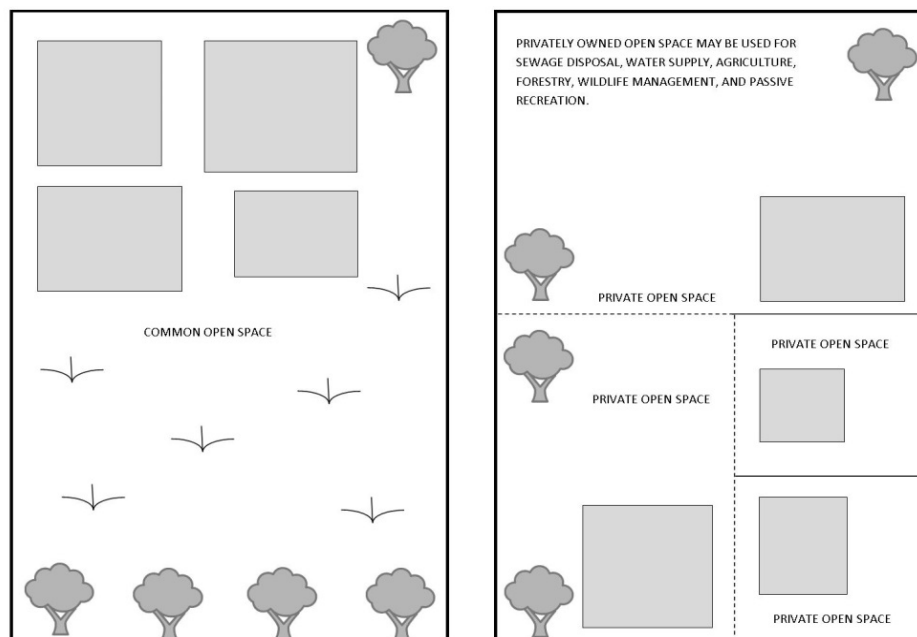 PRIVATELY OWNED OPEN SPACE MAY BE USED FOR
SEWAGE DISPOSAL, WATER SUPPLY, AGRICULTURE,
FORESTRY, WILDLIFE MANAGEMENT, AND PASSIVE
RECREATION.
COMMON OPEN SPACE
PRIVATE OPEN SPACE
PRIVATE OPEN SPACE
PRIVATE OPEN SPACE
PRIVATE OPEN SPACE